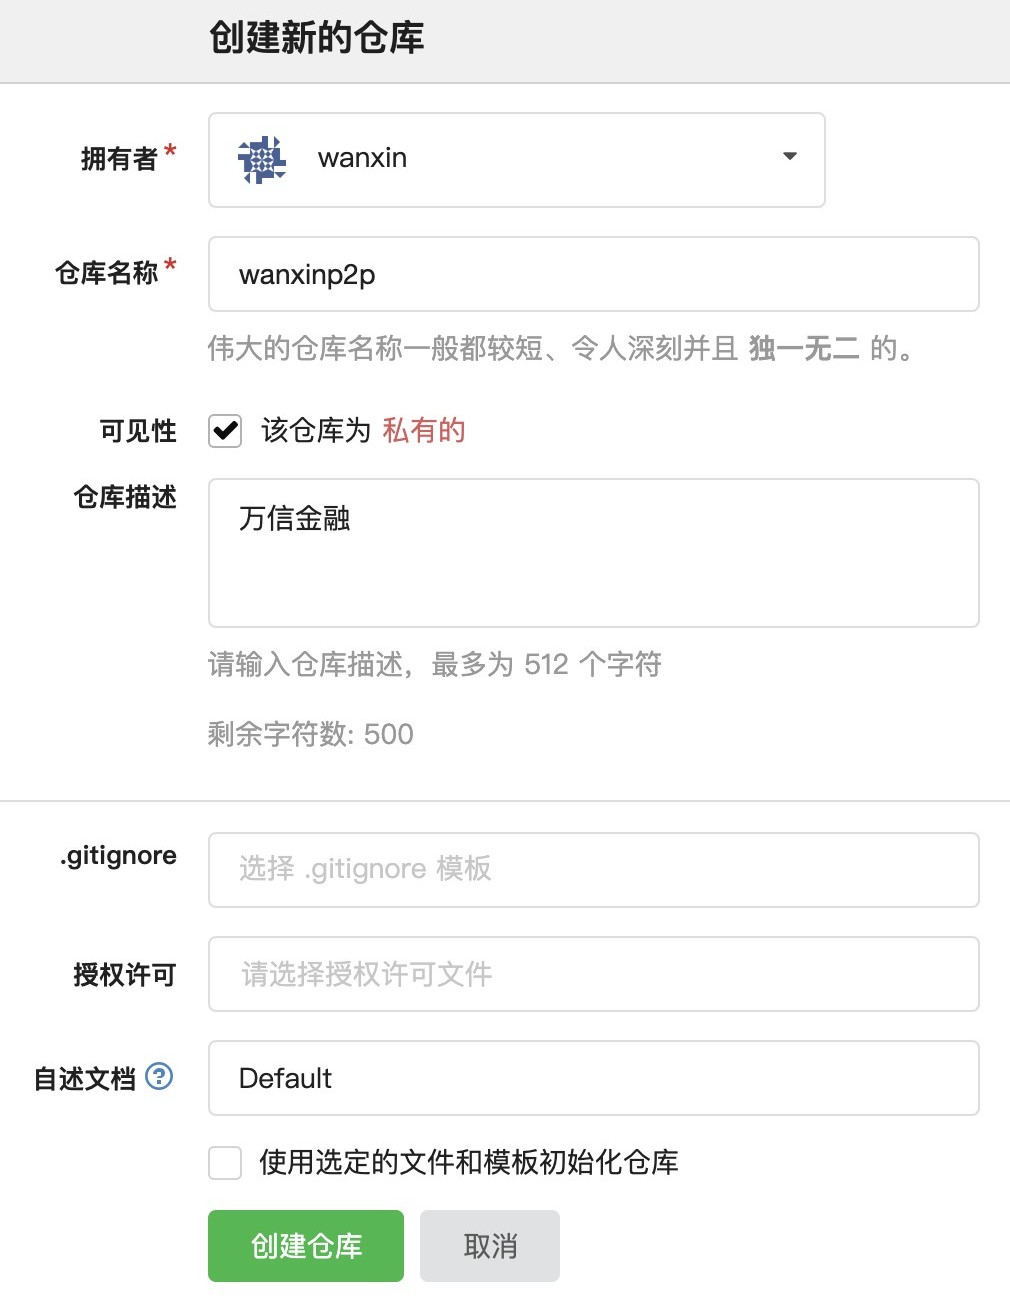 创建新的仓库
拥有者*
wanxin
仓库名称*
wanxinp2p
伟大的仓库名称一般都较短、令人深刻并且 独一无二 的。
可见性
该仓库为 私有的
仓库描述
万信金融
请输入仓库描述，最多为 512 个字符
剩余字符数: 500
.gitignore
选择 .gitignore 模板
授权许可
请选择授权许可文件
自述文档 ?
Default
使用选定的文件和模板初始化仓库
创建仓库
取消